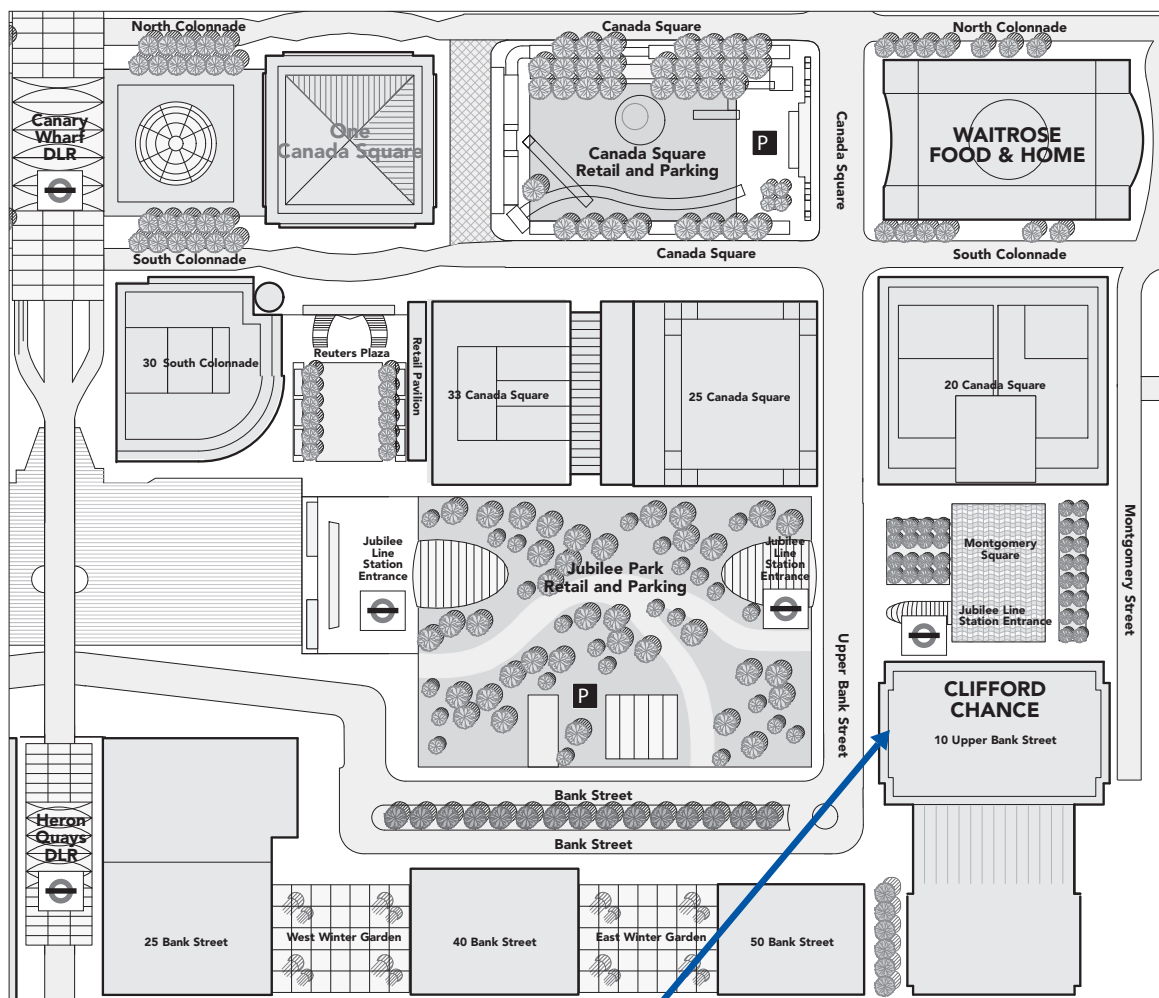 North Colonnade
Canada Square
North Colonnade
Canary
Wharf
DLR
One
Canada Square
Canada Square
Retail and Parking
P
Canada Square
WAITROSE
FOOD & HOME
South Colonnade
Canada Square
South Colonnade
30 South Colonnade
Reuters Plaza
Retail Pavilion
33 Canada Square
25 Canada Square
20 Canada Square
Jubilee
Line
Station
Entrance
Jubilee Park
Retail and Parking
Jubilee
Line
Station
Entrance
Montgomery
Square
Montgomery Street
Jubilee Line
Station Entrance
P
Upper Bank Street
CLIFFORD
CHANCE
10 Upper Bank Street
Bank Street
Bank Street
Heron
Quays
DLR
25 Bank Street
West Winter Garden
40 Bank Street
East Winter Garden
50 Bank Street